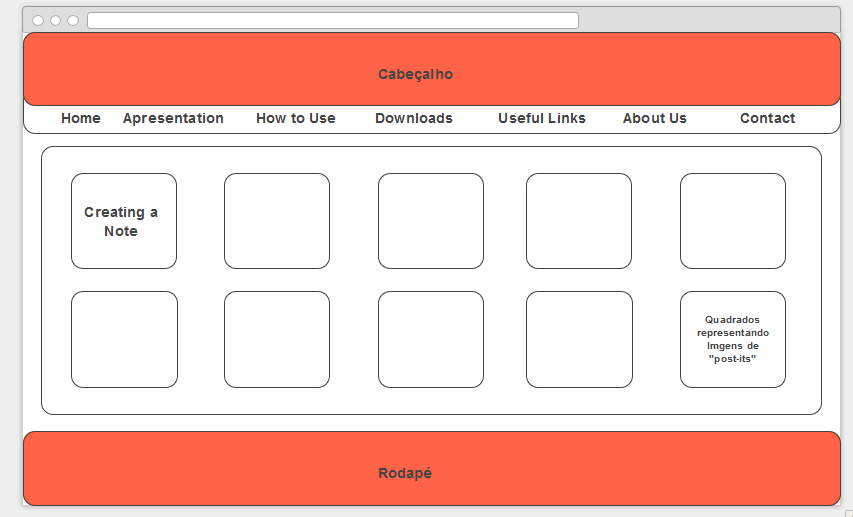 Cabeçalho
Home Apresentation How to Use Downloads Useful Links About Us Contact
Creating a
Note
Quadrados
representando
Imgens de
"post-its"
Rodapé